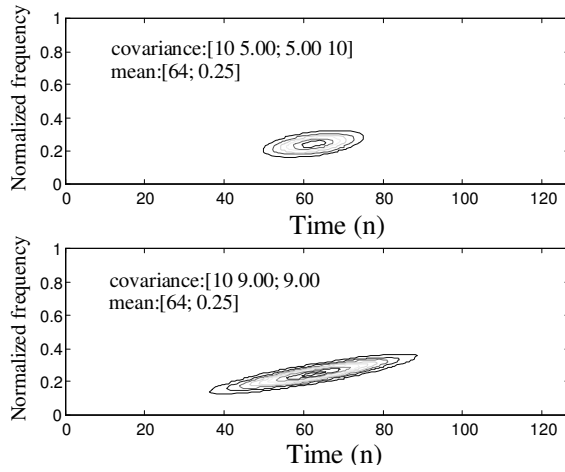 1
0.8
0.6
0.4
0.2
0
Normalized frequency
covariance:[10 5.00; 5.00 10]
mean:[64; 0.25]
0 20 40 60 80 100 120
Time (n)
1
0.8
0.6
0.4
0.2
0
Normalized frequency
covariance:[10 9.00; 9.00
mean:[64; 0.25]
0 20 40 60 80 100 120
Time (n)